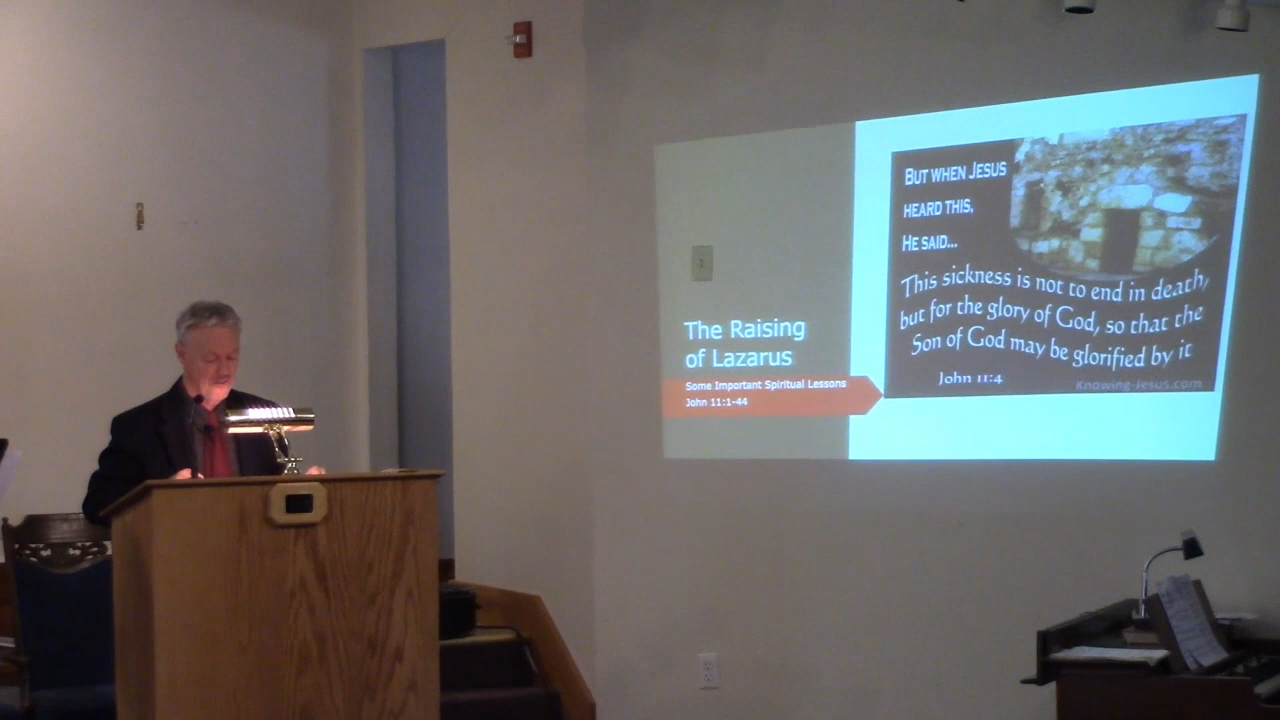 The Raising
of Lazarus
Some Important Spiritual Lessons
John 11:1-44
BUT WHEN JESUS
HEARD THIS,
HE SAID...
This sickness is not to end in death,
but for the glory of God, so that the
Son of God may be glorified by it
John 11:4
Knowing-Jesus.com